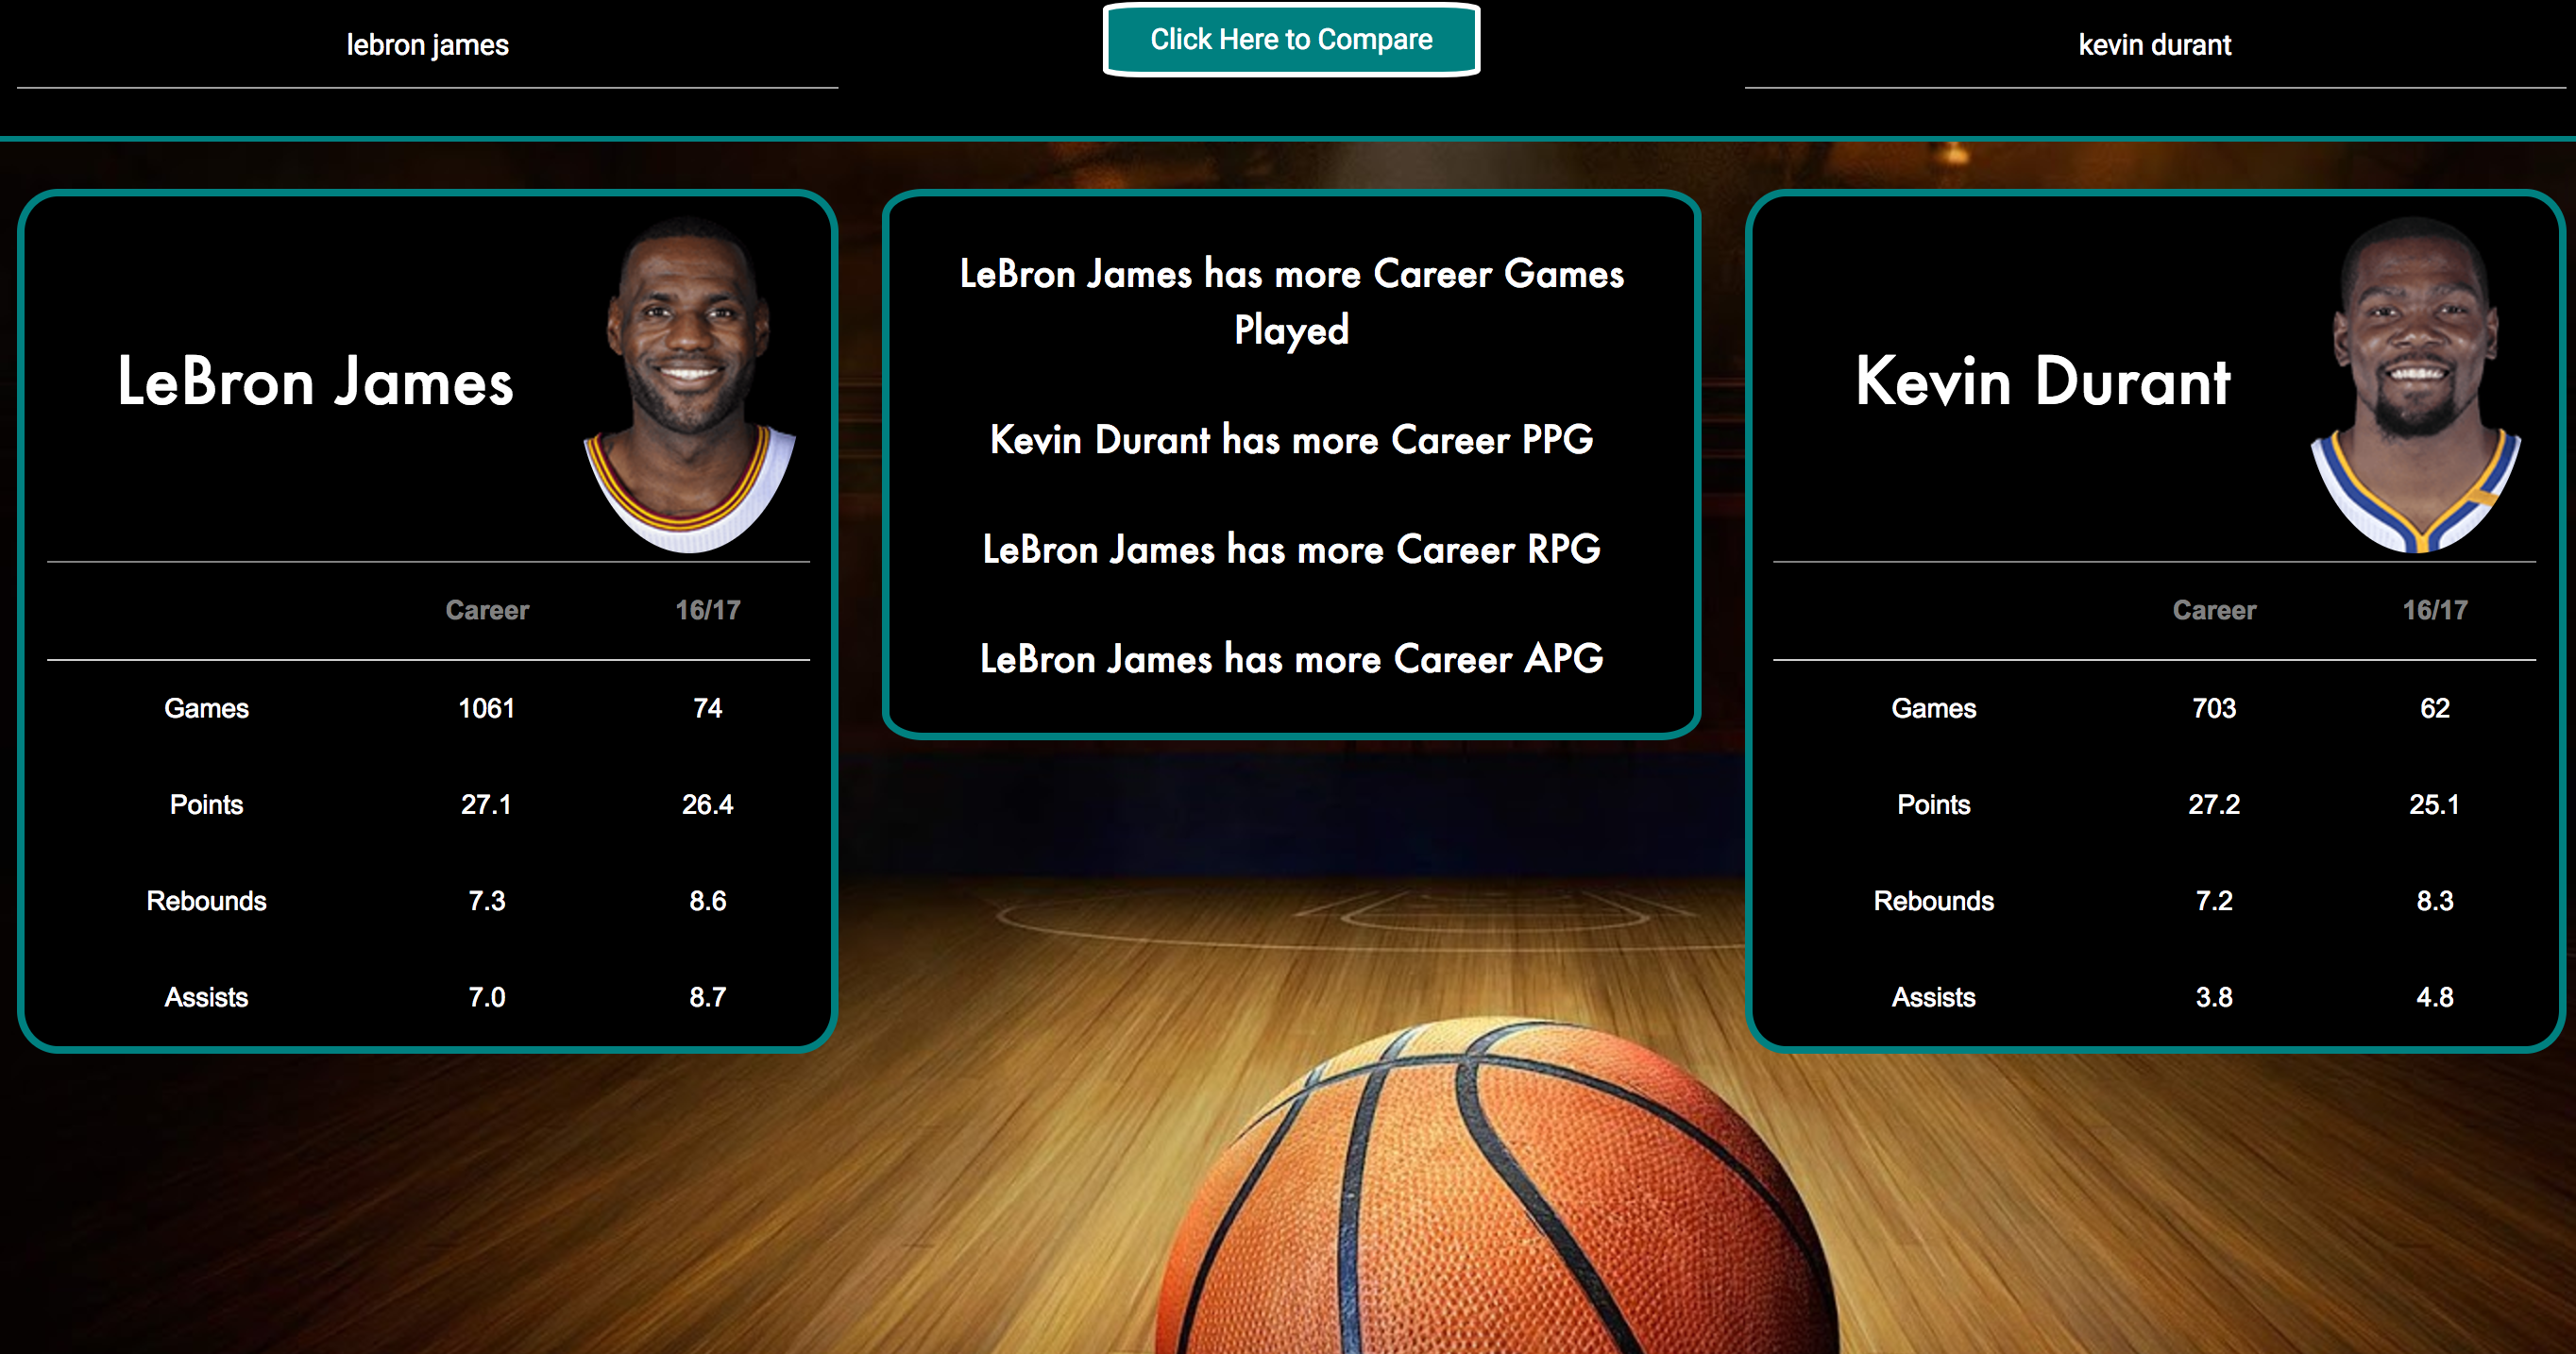 lebron james
Click Here to Compare
kevin durant
LeBron James
Career 16/17
Games 1061 74
Points 27.1 26.4
Rebounds 7.3 8.6
Assists 7.0 8.7
LeBron James has more Career Games
Played
Kevin Durant has more Career PPG
LeBron James has more Career RPG
LeBron James has more Career APG
Kevin Durant
Career 16/17
Games 703 62
Points 27.2 25.1
Rebounds 7.2 8.3
Assists 3.8 4.8